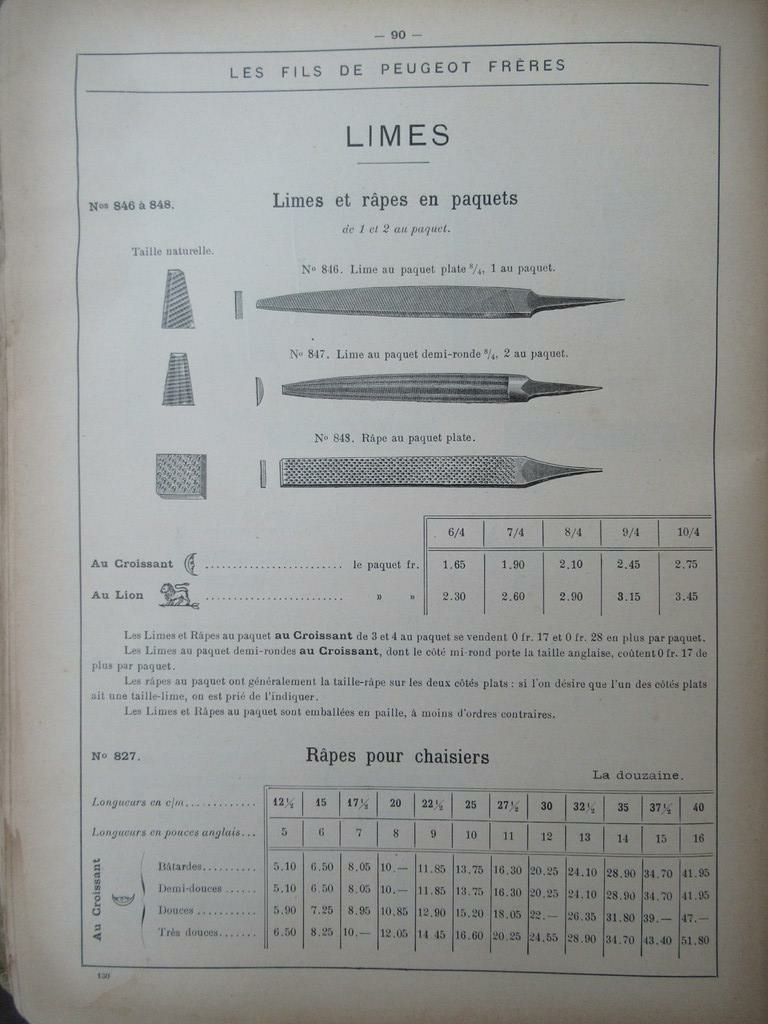 — 90 —
LES FILS DE PEUGEOT FRÈRES
LIMES
Nos 846 à 848.
Limes et râpes en paquets
de 1 et 2 au paquet.
Taille naturelle.
No 846. Lime au paquet plate 8/4, 1 au paquet.
No 847. Lime au paquet demi-ronde 8/4, 2 au paquet.
No 848. Râpe au paquet plate.
6/4 7/4 8/4 9/4 10/4
Au Croissant ........................ le paquet fr. 1.65 1.90 2.10 2.45 2.75
Au Lion ........................ » » 2.30 2.60 2.90 3.15 3.45
Les Limes et Râpes au paquet au Croissant de 3 et 4 au paquet se vendent 0 fr. 17 et 0 fr. 28 en plus par paquet.
Les Limes au paquet demi-rondes au Croissant, dont le côté mi-rond porte la taille anglaise, coûtent 0 fr. 17 de
plus par paquet.
Les râpes au paquet ont généralement la taille-râpe sur les deux côtés plats : si l'on désire que l'un des côtés plats
ait une taille-lime, on est prié de l'indiquer.
Les Limes et Râpes au paquet sont emballées en paille, à moins d'ordres contraires.
No 827.
Râpes pour chaisiers
La douzaine.
Longueurs en c/m............. 12½ 15 17½ 20 22½ 25 27½ 30 32½ 35 37½ 40
Longueurs en pouces anglais... 5 6 7 8 9 10 11 12 13 14 15 16
Au Croissant
Bâtardes.......... 5.10 6.50 8.05 10.— 11.85 13.75 16.30 20.25 24.10 28.90 34.70 41.95
Demi-douces ...... 5.10 6.50 8.05 10.— 11.85 13.75 16.30 20.25 24.10 28.90 34.70 41.95
Douces ........... 5.90 7.25 8.95 10.85 12.90 15.20 18.05 22.— 26.35 31.80 39.— 47.—
Très douces....... 6.50 8.25 10.— 12.05 14.45 16.60 20.25 24.55 28.90 34.70 43.40 51.80